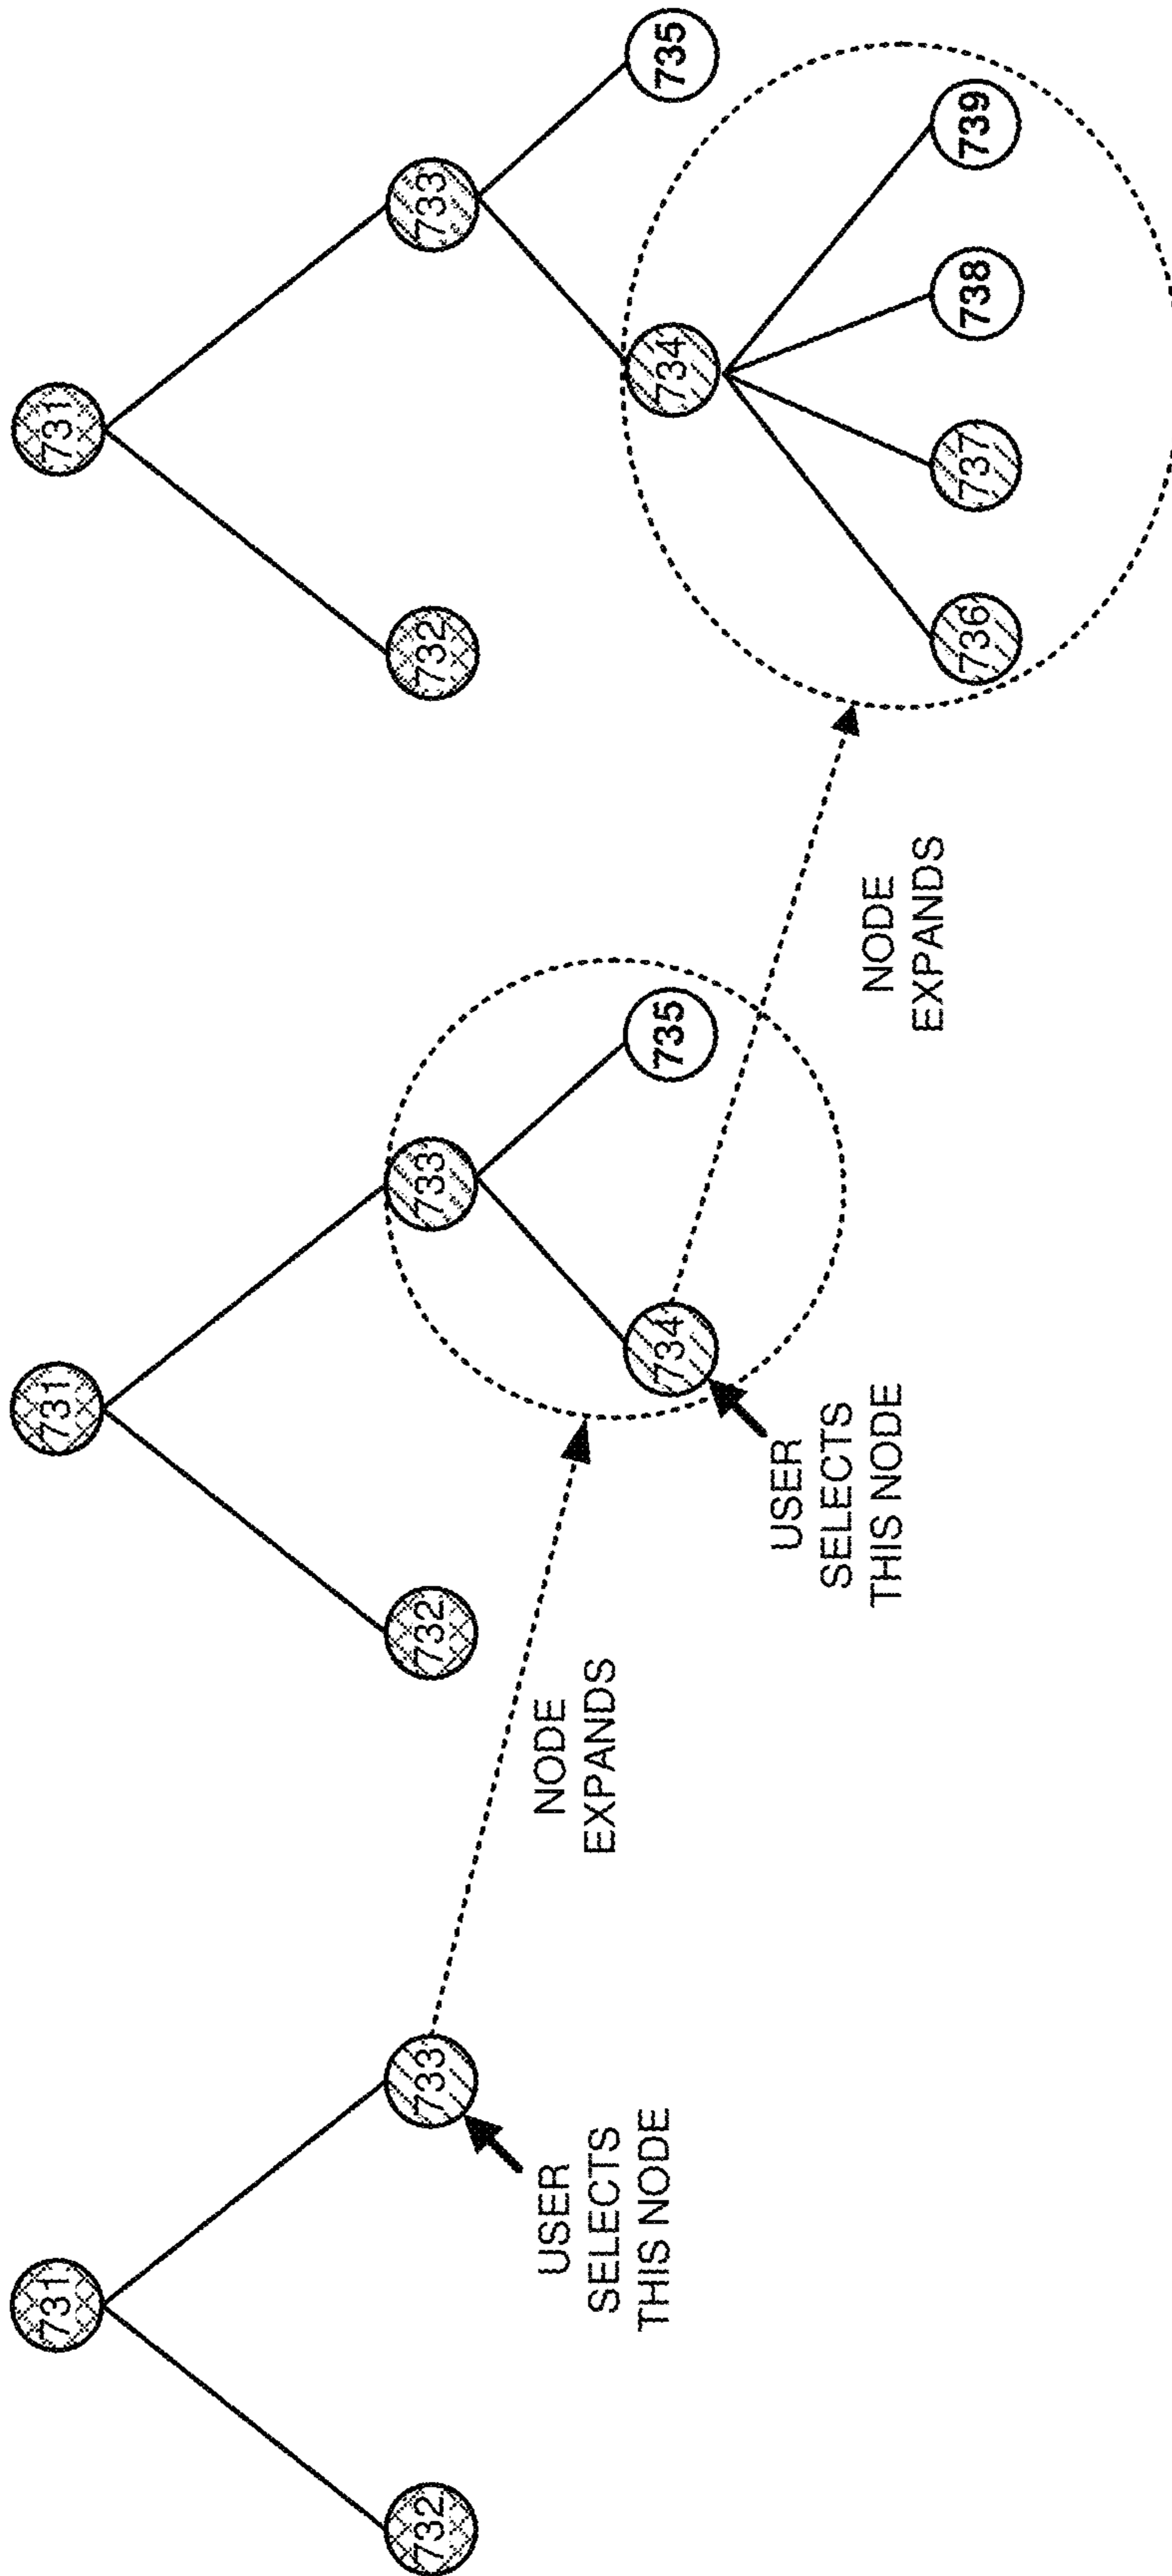 731
732
733
USER
SELECTS
THIS NODE
NODE
EXPANDS
731
732
733
734
735
USER
SELECTS
THIS NODE
NODE
EXPANDS
731
732
733
734
735
736
737
738
739